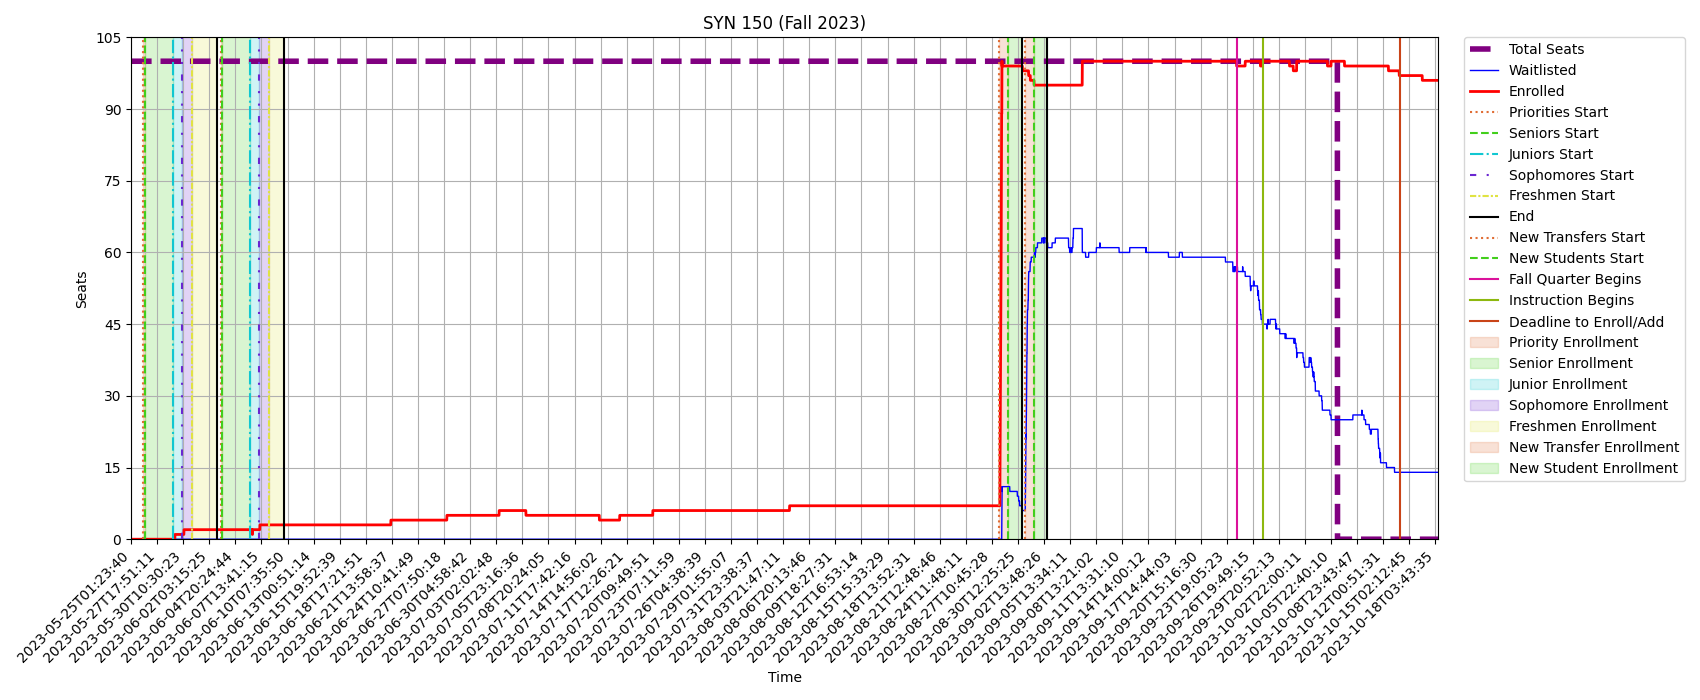 SYN 150 (Fall 2023)
105
90
75
60
45
30
15
0
Seats
2023-05-25T01:23:40
2023-05-27T17:51:11
2023-05-30T10:30:23
2023-06-02T03:15:25
2023-06-04T20:24:44
2023-06-07T13:41:15
2023-06-10T07:35:50
2023-06-13T00:51:14
2023-06-15T19:52:39
2023-06-18T17:21:51
2023-06-21T13:58:37
2023-06-24T10:41:49
2023-06-27T07:50:18
2023-06-30T04:58:42
2023-07-03T02:02:48
2023-07-05T23:16:36
2023-07-08T20:24:05
2023-07-11T17:42:16
2023-07-14T14:56:02
2023-07-17T12:26:21
2023-07-20T09:49:51
2023-07-23T07:11:59
2023-07-26T04:38:39
2023-07-29T01:55:07
2023-07-31T23:38:37
2023-08-03T21:47:11
2023-08-06T20:13:46
2023-08-09T18:27:31
2023-08-12T16:53:14
2023-08-15T15:33:29
2023-08-18T13:52:31
2023-08-21T12:48:46
2023-08-24T11:48:11
2023-08-27T10:45:28
2023-08-30T12:25:23
2023-09-02T13:48:26
2023-09-05T13:34:11
2023-09-08T13:21:02
2023-09-11T13:31:10
2023-09-14T14:00:12
2023-09-17T14:44:03
2023-09-20T15:16:30
2023-09-23T19:05:23
2023-09-26T19:49:15
2023-09-29T20:52:13
2023-10-02T22:00:11
2023-10-05T22:40:10
2023-10-08T23:43:47
2023-10-12T00:51:31
2023-10-15T02:12:45
2023-10-18T03:43:35
Time
Total Seats
Waitlisted
Enrolled
Priorities Start
Seniors Start
Juniors Start
Sophomores Start
Freshmen Start
End
New Transfers Start
New Students Start
Fall Quarter Begins
Instruction Begins
Deadline to Enroll/Add
Priority Enrollment
Senior Enrollment
Junior Enrollment
Sophomore Enrollment
Freshmen Enrollment
New Transfer Enrollment
New Student Enrollment